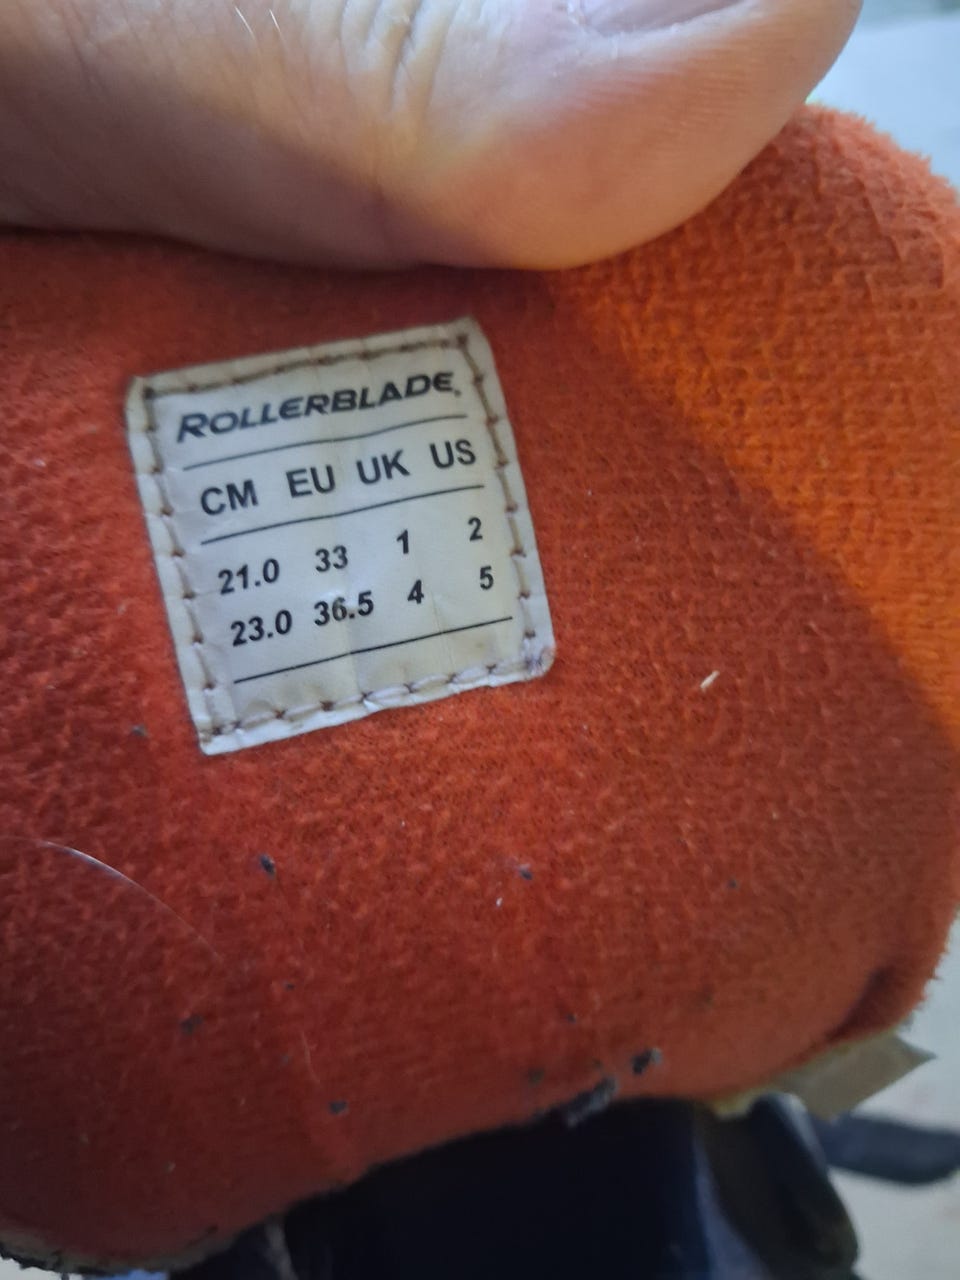 ROLLERBLADE.
CM EU UK US
21.0 33 1 2
23.0 36.5 4 5